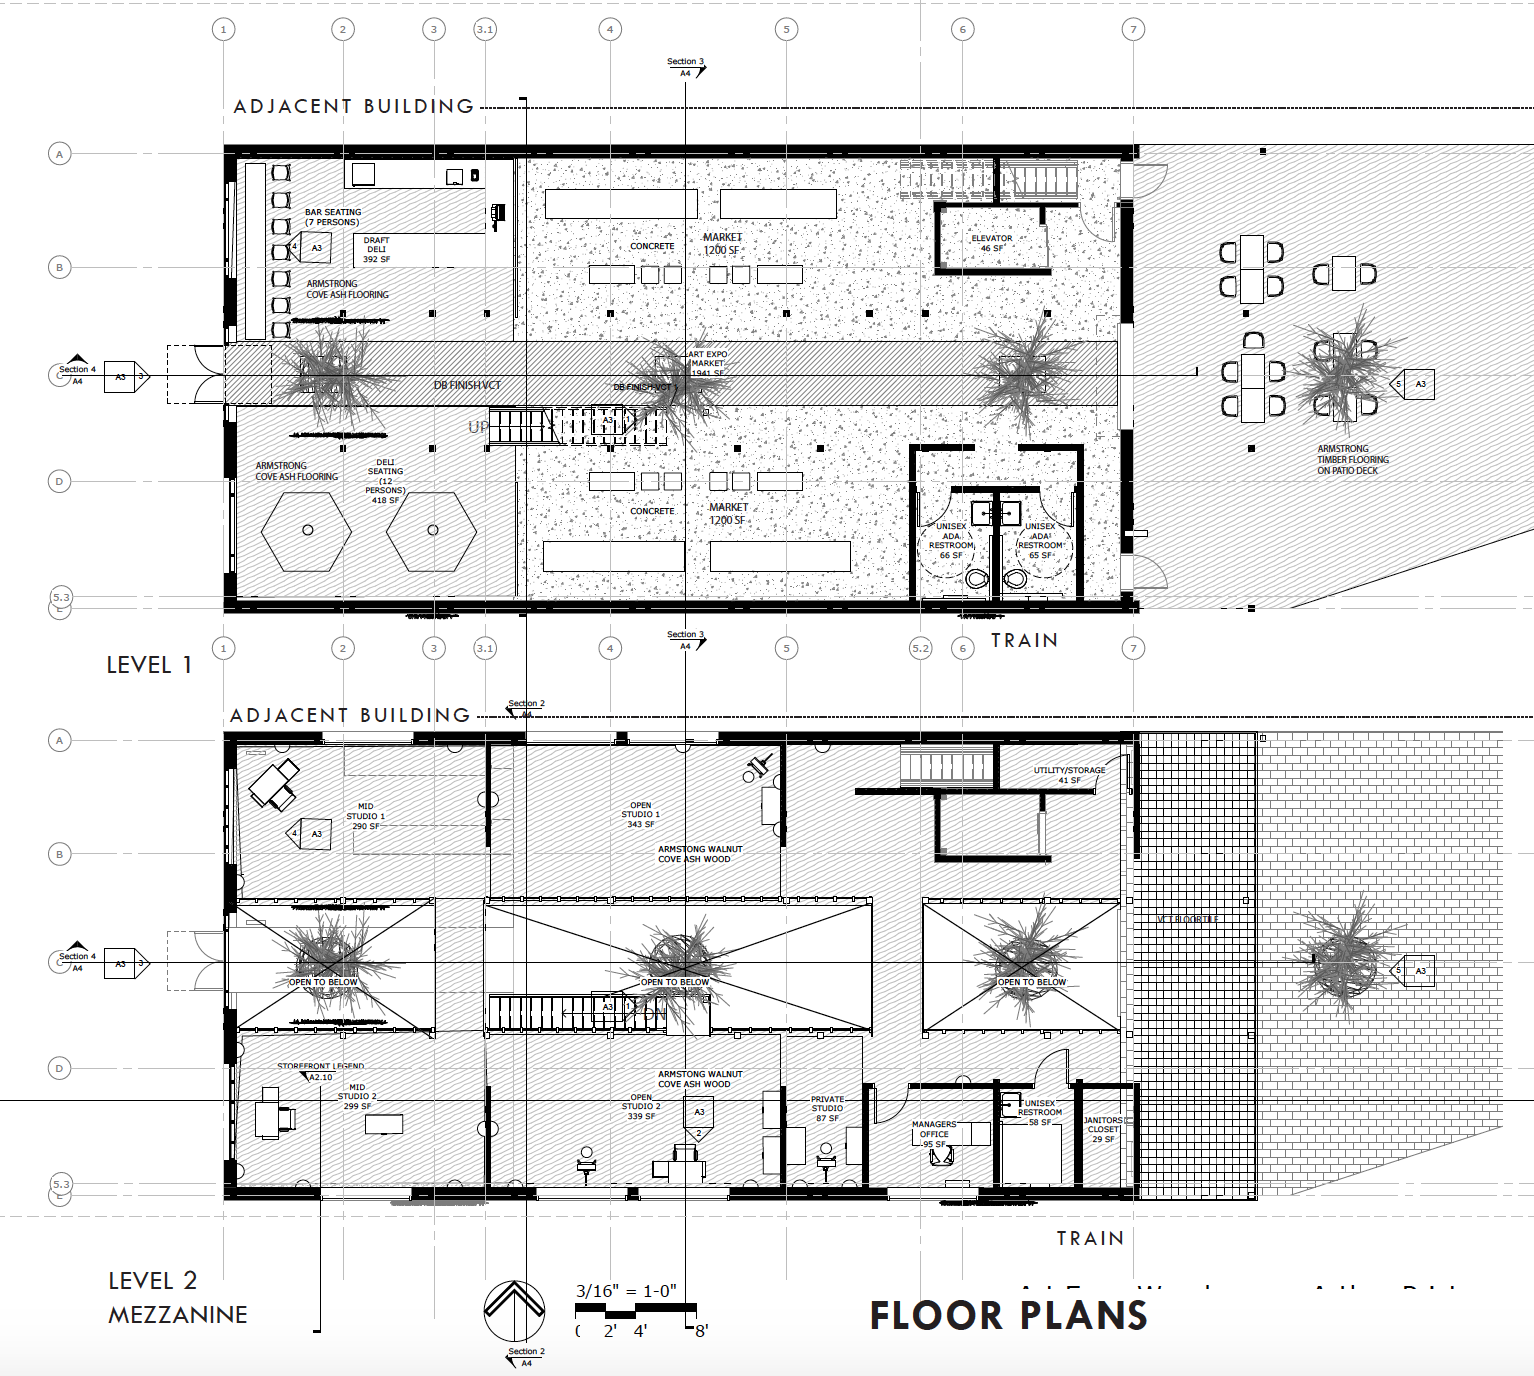 1 2 3 3.1 4 5 6 7
Section 3
A4
ADJACENT BUILDING
A
BAR SEATING
(7 PERSONS)
4 A3
DRAFT
DELI
392 SF
ARMSTRONG
COVE ASH FLOORING
CONCRETE
MARKET
1200 SF
ELEVATOR
46 SF
B
Section 4
A4
A3 3
DB FINISH VCT
DB FINISH VCT
ART EXPO
MARKET
1941 SF
5 A3
UP
A3 1
ARMSTRONG
COVE ASH FLOORING
DELI
SEATING
(12
PERSONS)
418 SF
D
CONCRETE
MARKET
1200 SF
UNISEX
ADA
RESTROOM
66 SF
UNISEX
ADA
RESTROOM
65 SF
ARMSTRONG
TIMBER FLOORING
ON PATIO DECK
5.3
E
TRAIN
LEVEL 1
1 2 3 3.1 4 5 5.2 6 7
Section 3
A4
Section 2
A4
ADJACENT BUILDING
A
MID
STUDIO 1
290 SF
4 A3
OPEN
STUDIO 1
343 SF
ARMSTONG WALNUT
COVE ASH WOOD
UTILITY/STORAGE
41 SF
B
Section 4
A4
A3 3
OPEN TO BELOW
OPEN TO BELOW
OPEN TO BELOW
VCT FLOOR TILE
5 A3
A3 1
DN
D
STOREFRONT LEGEND
A2.10
MID
STUDIO 2
299 SF
ARMSTONG WALNUT
COVE ASH WOOD
OPEN
STUDIO 2
339 SF
A3
2
PRIVATE
STUDIO
87 SF
MANAGERS
OFFICE
95 SF
UNISEX
RESTROOM
58 SF
JANITORS
CLOSET
29 SF
5.3
E
TRAIN
LEVEL 2
MEZZANINE
3/16" = 1-0"
0 2' 4' 8'
Section 2
A4
FLOOR PLANS